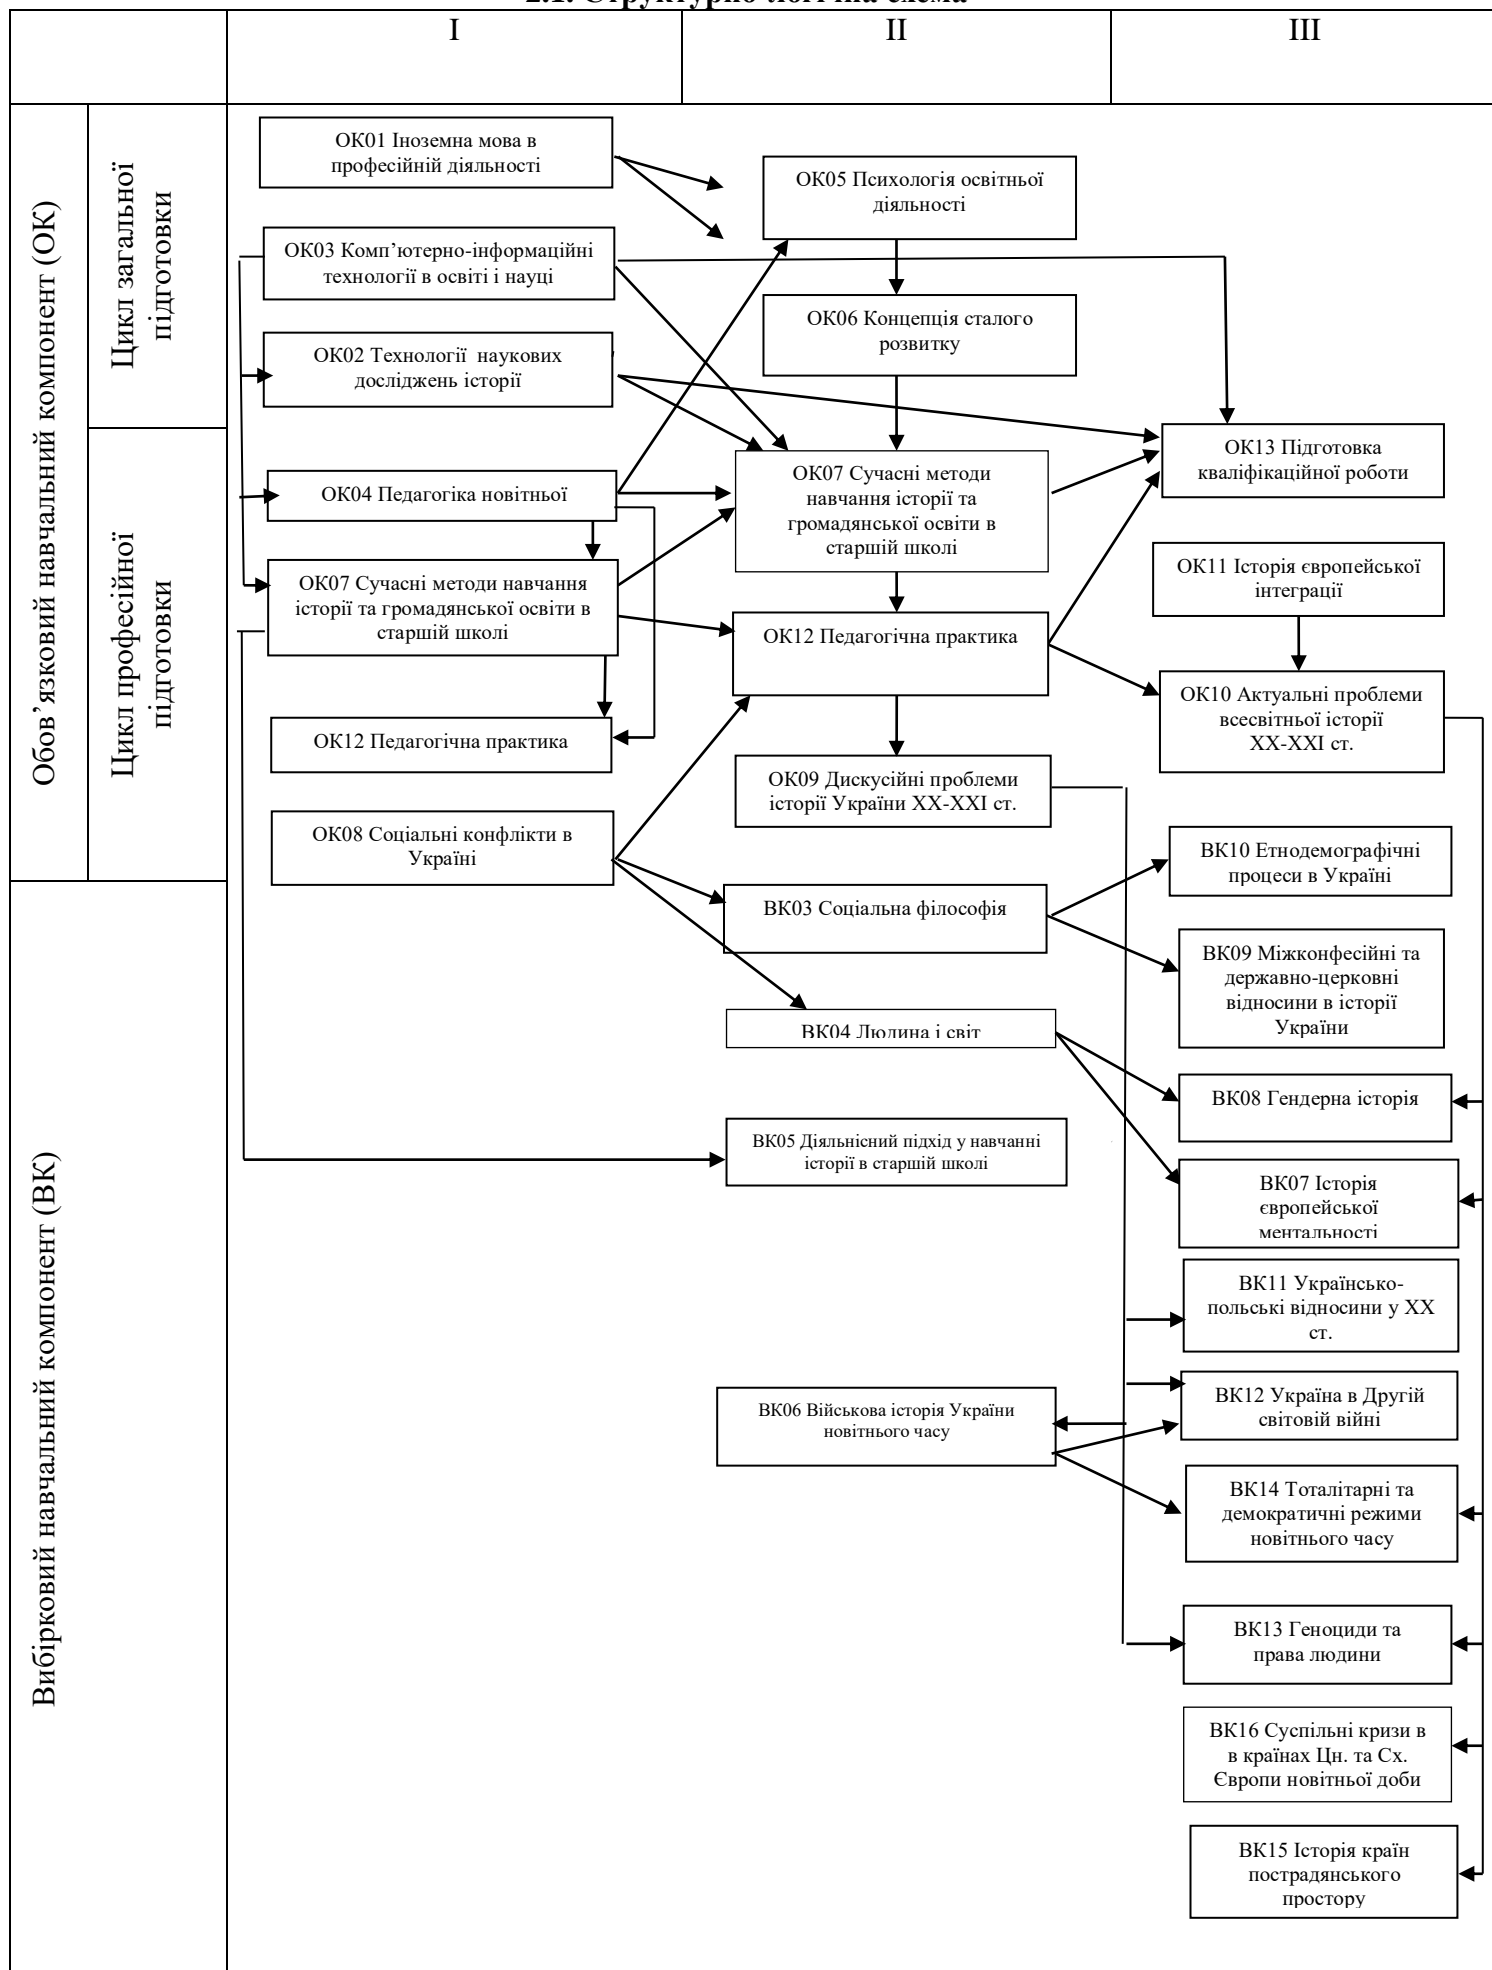 2.1. Структурно-логічна схема
I
II
III
Обов’язковий навчальний компонент (ОК)
Цикл загальної
підготовки
Цикл професійної
підготовки
Вибірковий навчальний компонент (ВК)
ОК01 Іноземна мова в
професійній діяльності
ОК03 Комп’ютерно-інформаційні
технології в освіті і науці
ОК02 Технології наукових
досліджень історії
ОК04 Педагогіка новітньої
ОК07 Сучасні методи навчання
історії та громадянської освіти в
старшій школі
ОК12 Педагогічна практика
ОК08 Соціальні конфлікти в
Україні
ОК05 Психологія освітньої
діяльності
ОК06 Концепція сталого
розвитку
ОК07 Сучасні методи
навчання історії та
громадянської освіти в
старшій школі
ОК12 Педагогічна практика
ОК09 Дискусійні проблеми
історії України ХХ-ХХІ ст.
ВК03 Соціальна філософія
ВК04 Людина і світ
ВК05 Діяльнісний підхід у навчанні
історії в старшій школі
ВК06 Військова історія України
новітнього часу
ОК13 Підготовка
кваліфікаційної роботи
ОК11 Історія європейської
інтеграції
ОК10 Актуальні проблеми
всесвітньої історії
ХХ-ХХІ ст.
ВК10 Етнодемографічні
процеси в Україні
ВК09 Міжконфесійні та
державно-церковні
відносини в історії
України
ВК08 Гендерна історія
ВК07 Історія
європейської
ментальності
ВК11 Українсько-
польські відносини у ХХ
ст.
ВК12 Україна в Другій
світовій війні
ВК14 Тоталітарні та
демократичні режими
новітнього часу
ВК13 Геноциди та
права людини
ВК16 Суспільні кризи в
в країнах Цн. та Сх.
Європи новітньої доби
ВК15 Історія країн
пострадянського
простору